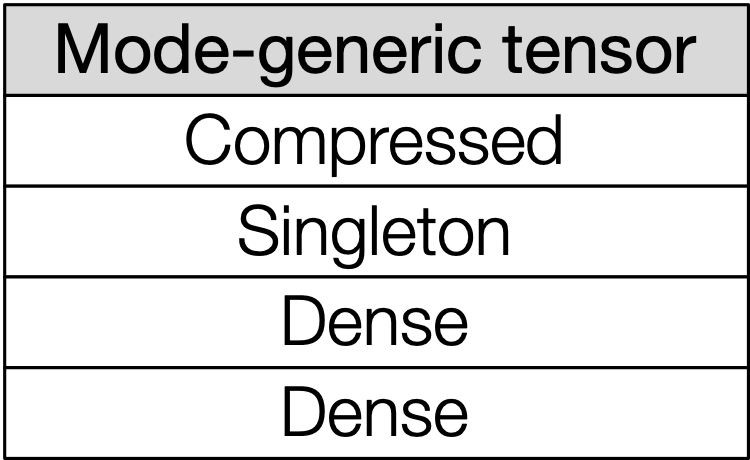 Mode-generic tensor
Compressed
Singleton
Dense
Dense